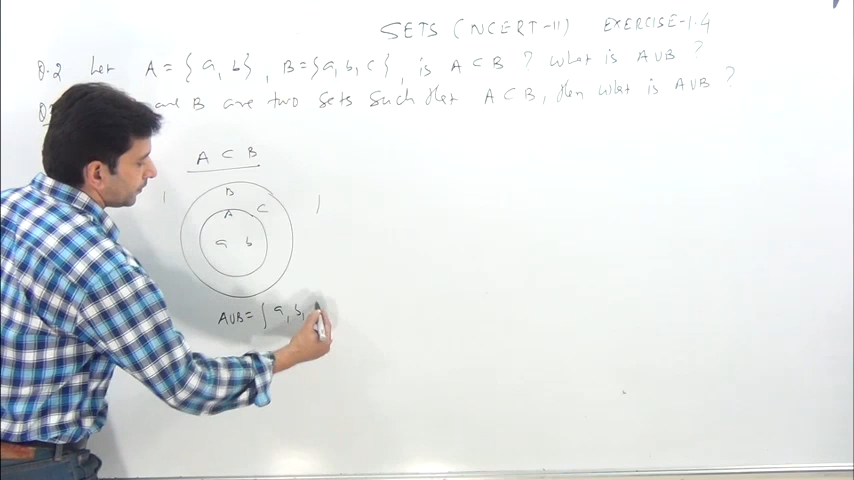 SETS (NCERT-11) EXERCISE-1.4
Q.2 Let A = { a, b} , B={a, b, c} , is A ⊂ B ? What is A∪B ?
and B are two sets such that A ⊂ B, then what is A∪B ?
A ⊂ B
B
A C
a b
A∪B= { a, b,